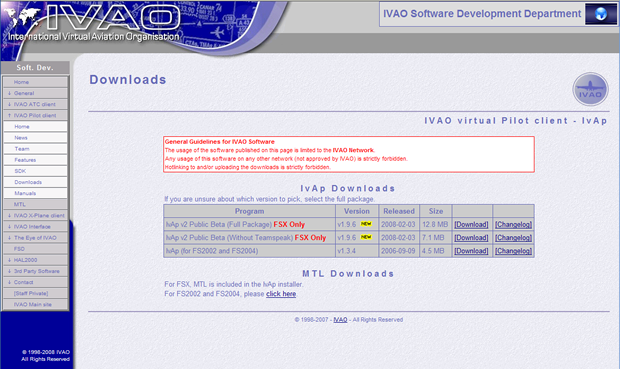 IVAO
International Virtual Aviation Organisation
IVAO Software Development Department
Soft. Dev.
Home
General
IVAO ATC client
IVAO Pilot client
Home
News
Team
Features
SDK
Downloads
Manuals
MTL
IVAO X-Plane client
IVAO Interface
The Eye of IVAO
FSD
HAL2000
3rd Party Software
Contact
[Staff Private]
IVAO Main site
© 1998-2008 IVAO
All Rights Reserved
Downloads
IVAO
IVAO virtual Pilot client - IvAp
General Guidelines for IVAO Software
The usage of the software published on this page is limited to the IVAO Network.
Any usage of this software on any other network (not approved by IVAO) is strictly forbidden.
Hotlinking to and/or uploading the downloads is strictly forbidden.
IvAp Downloads
If you are unsure about which version to pick, select the full package.
Program Version Released Size
IvAp v2 Public Beta (Full Package) FSX Only v1.9.6 NEW 2008-02-03 12.8 MB [Download] [Changelog]
IvAp v2 Public Beta (Without Teamspeak) FSX Only v1.9.6 NEW 2008-02-03 7.1 MB [Download] [Changelog]
IvAp (for FS2002 and FS2004) v1.3.4 2006-09-09 4.5 MB [Download] [Changelog]
MTL Downloads
For FSX, MTL is included in the IvAp installer.
For FS2002 and FS2004, please click here.
© 1998-2007 - IVAO - All Rights Reserved